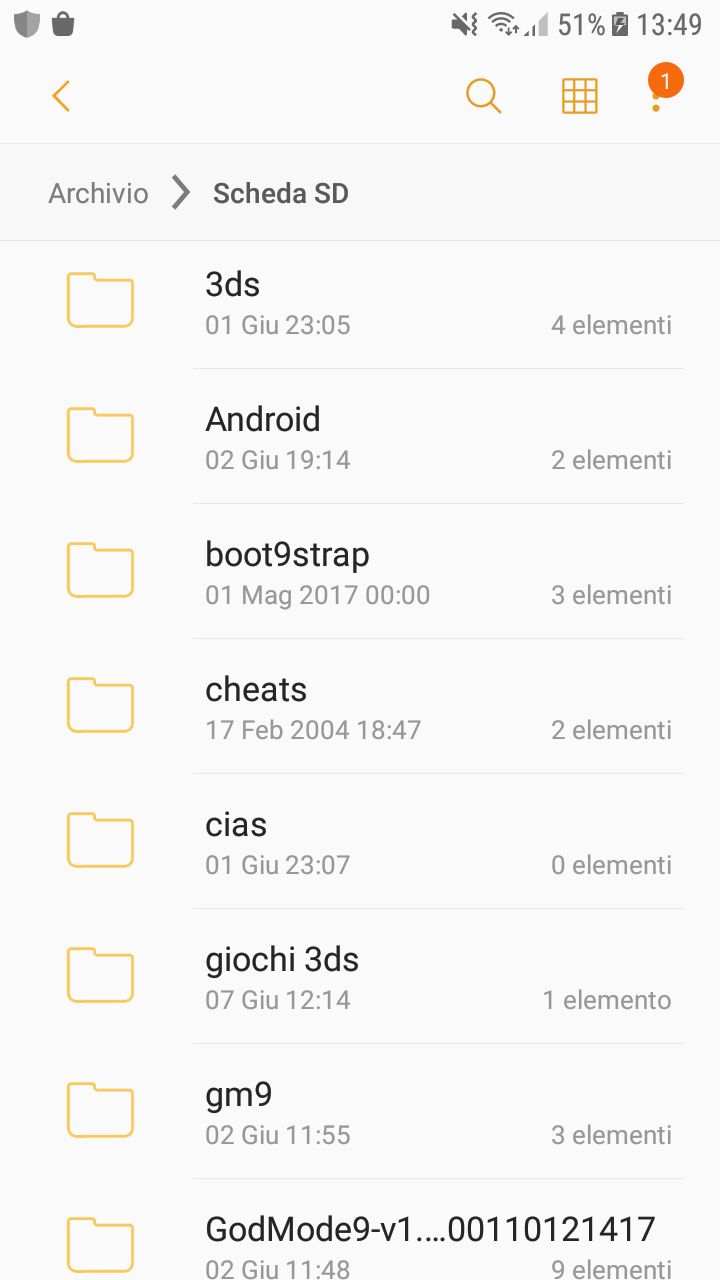 51% 13:49
1
Archivio Scheda SD
3ds
01 Giu 23:05 4 elementi
Android
02 Giu 19:14 2 elementi
boot9strap
01 Mag 2017 00:00 3 elementi
cheats
17 Feb 2004 18:47 2 elementi
cias
01 Giu 23:07 0 elementi
giochi 3ds
07 Giu 12:14 1 elemento
gm9
02 Giu 11:55 3 elementi
GodMode9-v1....00110121417
02 Giu 11:48 9 elementi